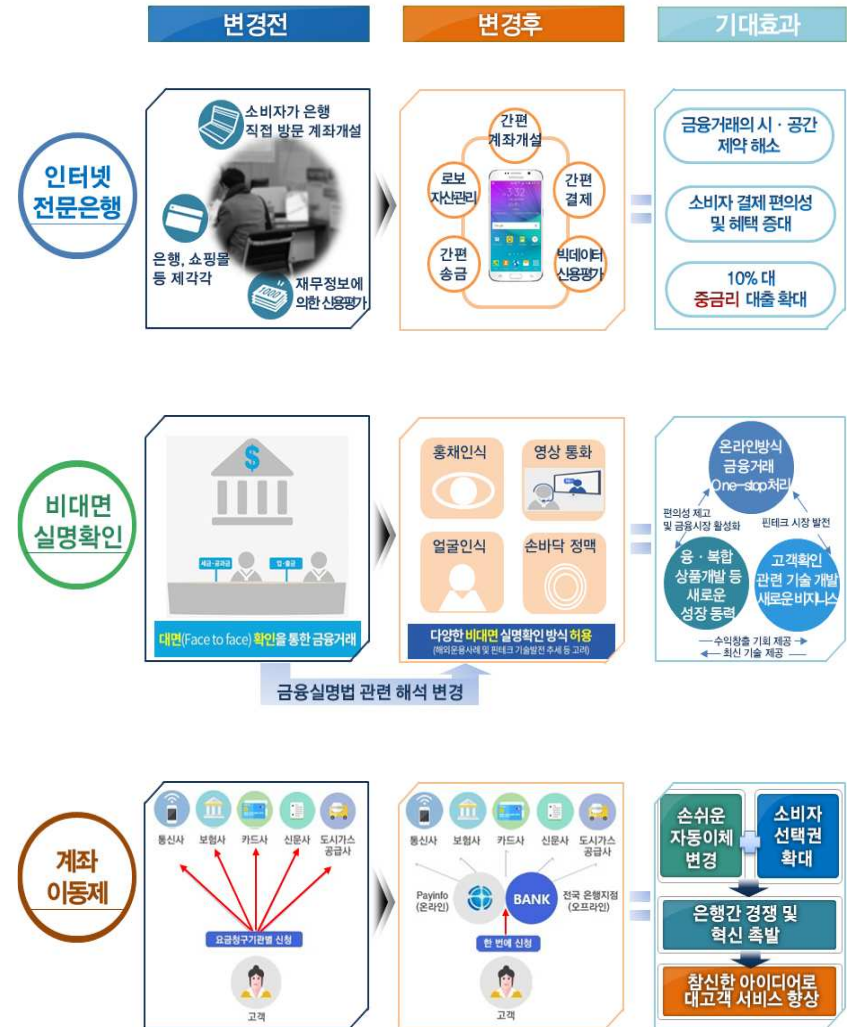 변경전
변경후
기대효과
인터넷
전문은행
소비자가 은행
직접 방문 계좌개설
은행, 쇼핑몰
등 제각각
1000
재무정보에
의한 신용평가
간편
계좌개설
로보
자산관리
간편
결제
간편
송금
빅데이터
신용평가
금융거래의 시 · 공간
제약 해소
소비자 결제 편의성
및 혜택 증대
10% 대
중금리 대출 확대
비대면
실명확인
$
세금·공과금
입·출금
대면(Face to face) 확인을 통한 금융거래
홍채인식
영상 통화
얼굴인식
손바닥 정맥
다양한 비대면 실명확인 방식 허용
(해외운용사례 및 핀테크 기술발전 추세 등 고려)
금융실명법 관련 해석 변경
온라인방식
금융거래
One-stop처리
편의성 제고
및 금융시장 활성화
핀테크 시장 발전
융 · 복합
상품개발 등
새로운
성장 동력
고객확인
관련 기술 개발
새로운 비지니스
수익창출 기회 제공
최신 기술 제공
계좌
이동제
통신사
보험사
카드사
신문사
도시가스
공급사
요금청구기관별 신청
고객
통신사
보험사
카드사
신문사
도시가스
공급사
Payinfo
(온라인)
BANK
전국 은행지점
(오프라인)
한 번에 신청
고객
손쉬운
자동이체
변경
소비자
선택권
확대
은행간 경쟁 및
혁신 촉발
참신한 아이디어로
대고객 서비스 향상